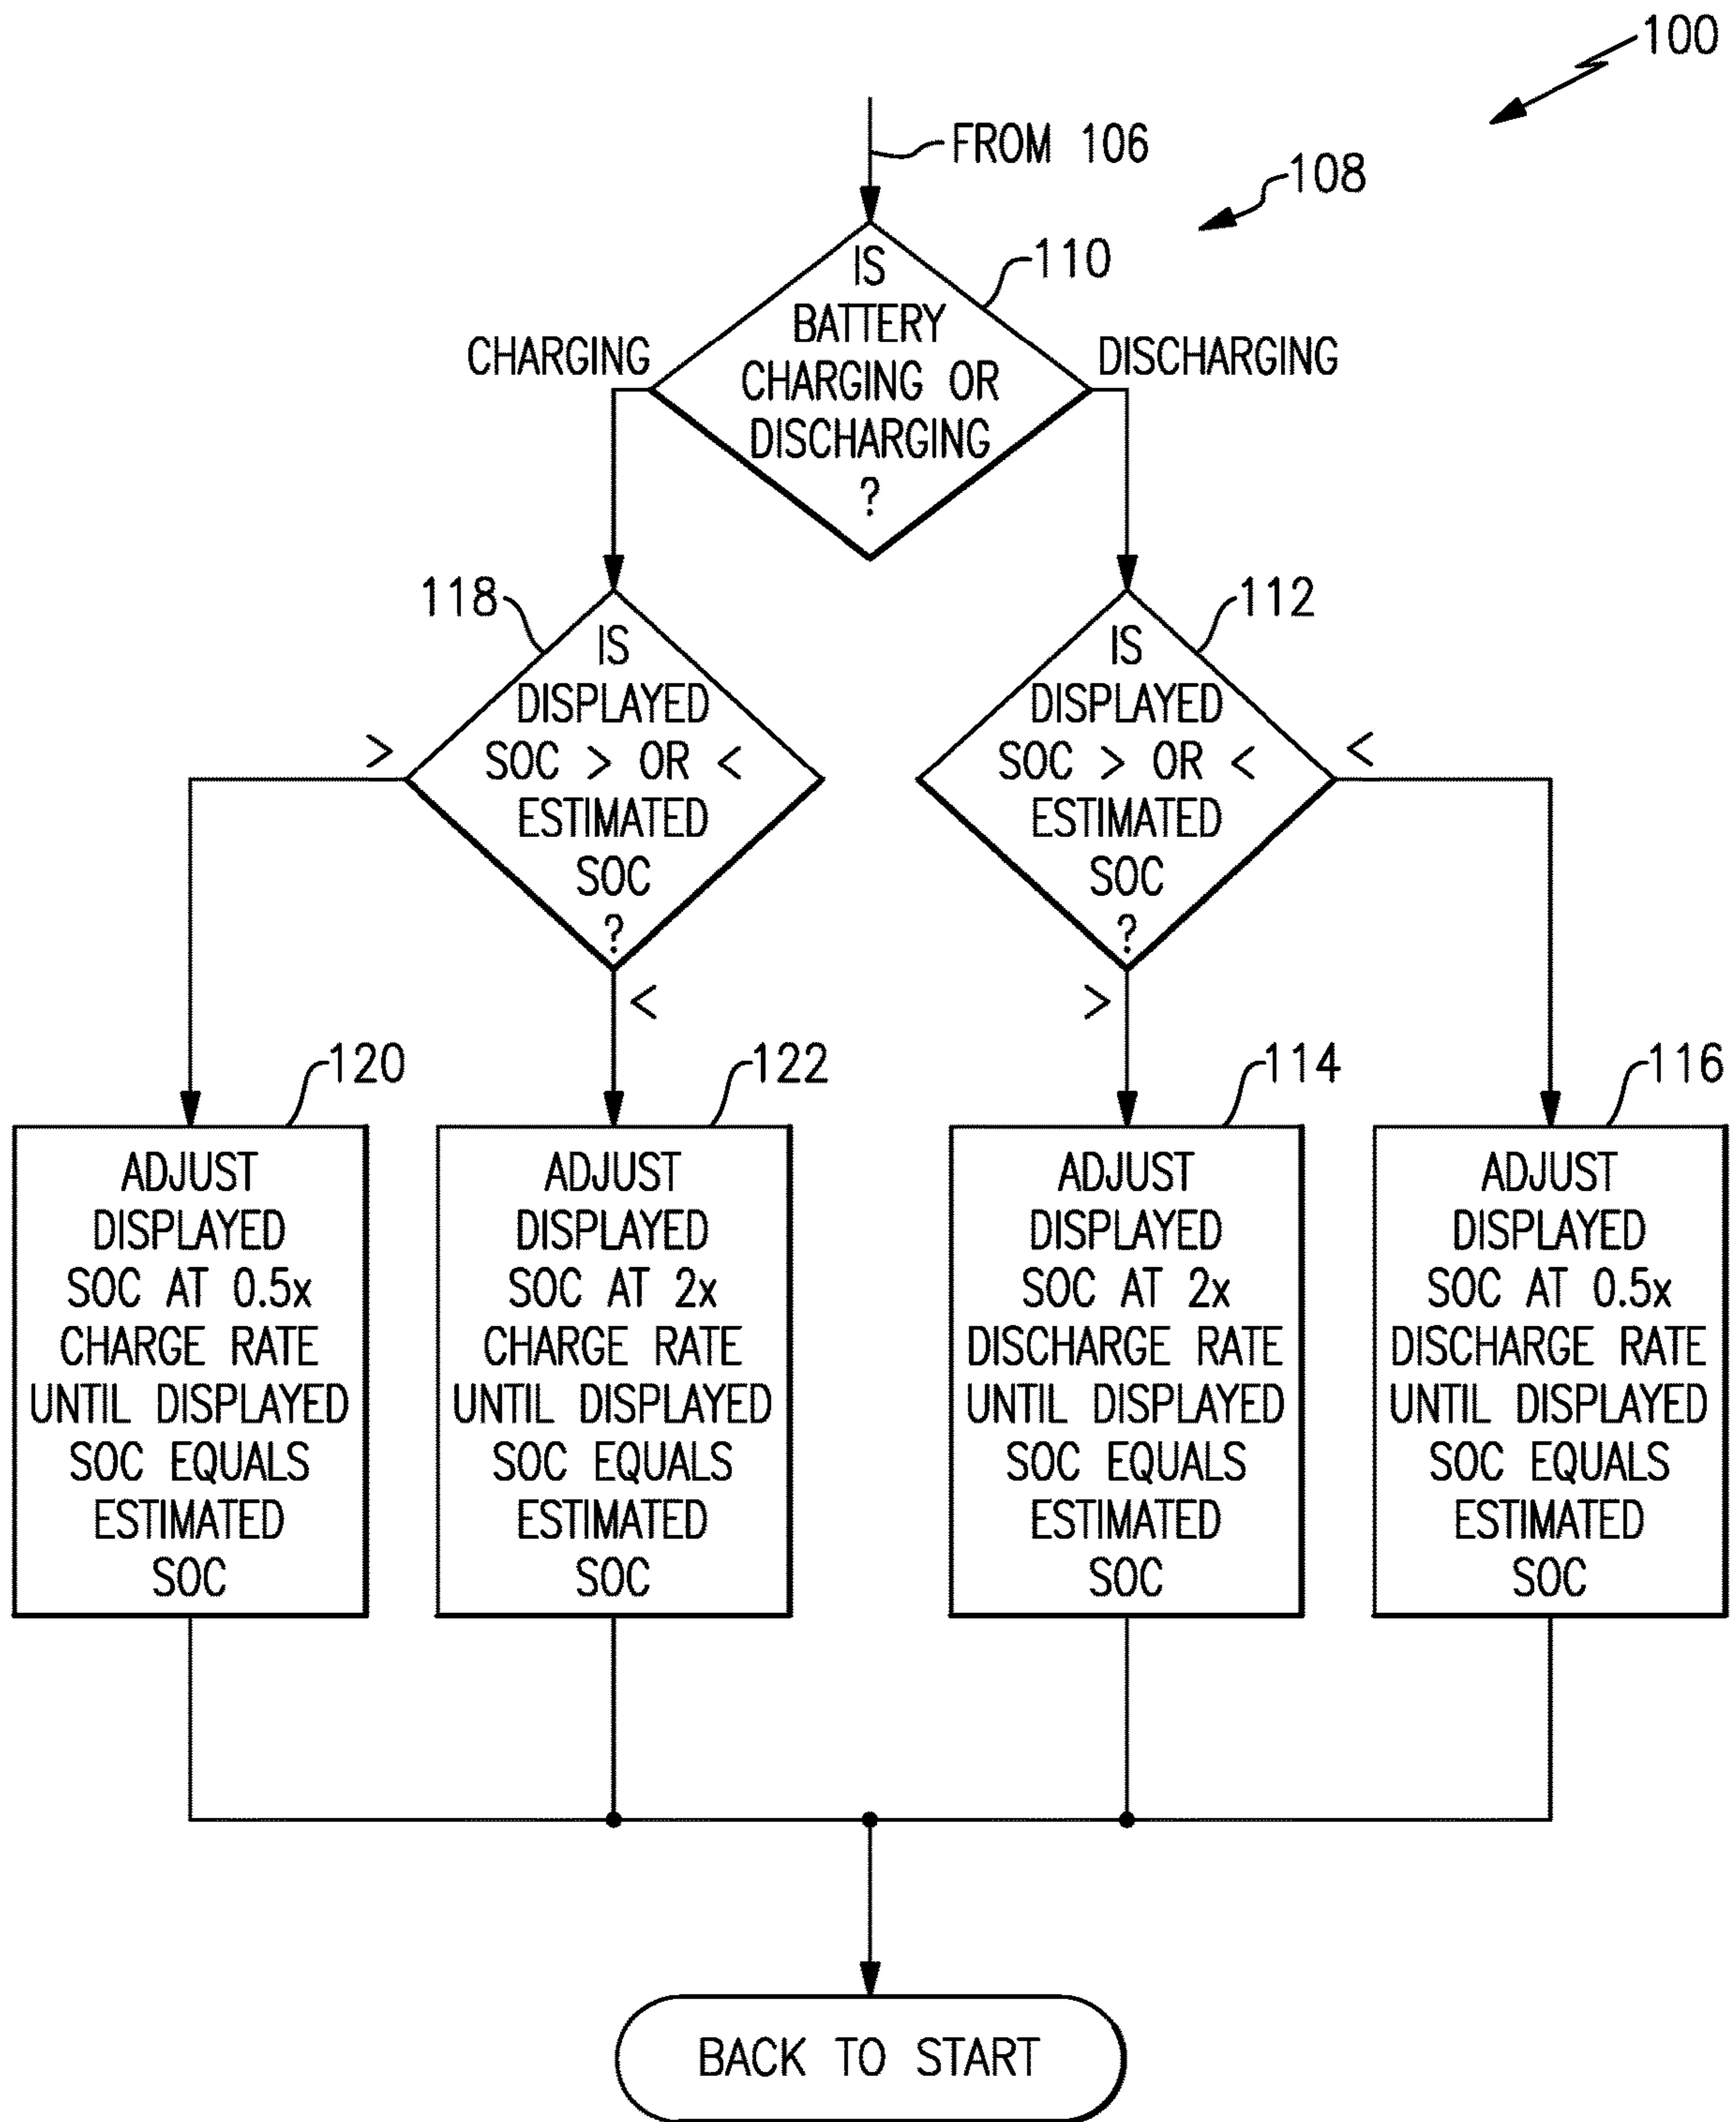 100
FROM 106
108
110
IS
BATTERY
CHARGING OR
DISCHARGING
?
CHARGING
DISCHARGING
118
IS
DISPLAYED
SOC > OR <
ESTIMATED
SOC
?
>
<
112
IS
DISPLAYED
SOC > OR <
ESTIMATED
SOC
?
<
>
120
ADJUST
DISPLAYED
SOC AT 0.5x
CHARGE RATE
UNTIL DISPLAYED
SOC EQUALS
ESTIMATED
SOC
122
ADJUST
DISPLAYED
SOC AT 2x
CHARGE RATE
UNTIL DISPLAYED
SOC EQUALS
ESTIMATED
SOC
114
ADJUST
DISPLAYED
SOC AT 2x
DISCHARGE RATE
UNTIL DISPLAYED
SOC EQUALS
ESTIMATED
SOC
116
ADJUST
DISPLAYED
SOC AT 0.5x
DISCHARGE RATE
UNTIL DISPLAYED
SOC EQUALS
ESTIMATED
SOC
BACK TO START